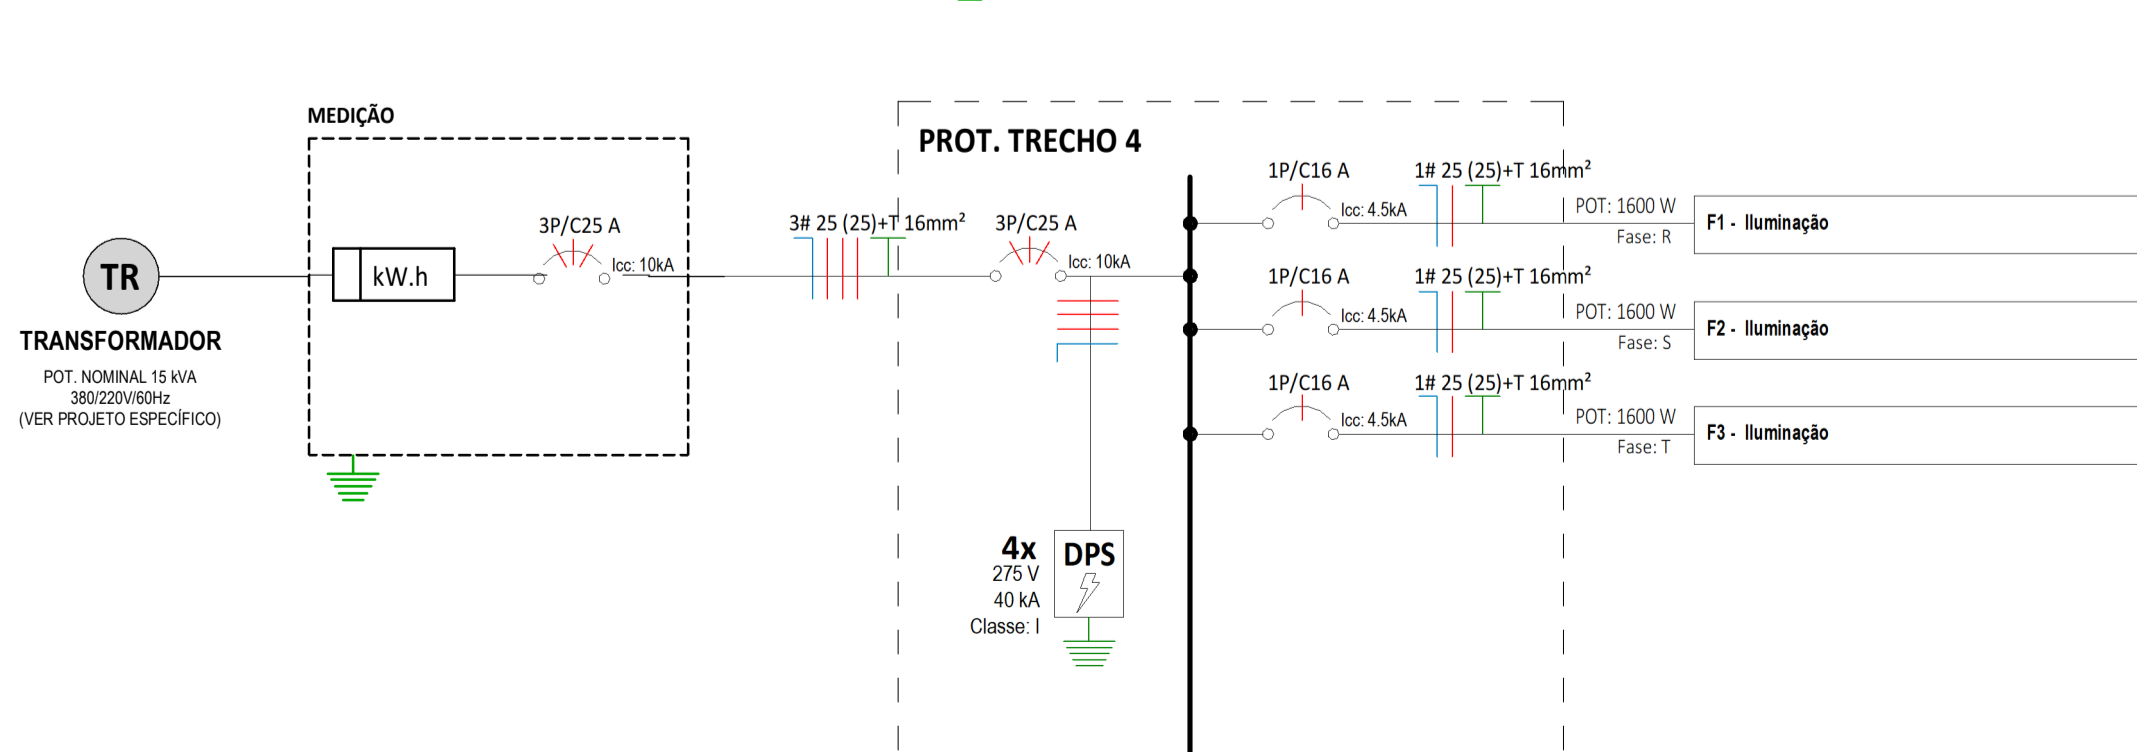 MEDIÇÃO
TR
TRANSFORMADOR
POT. NOMINAL 15 kVA
380/220V/60Hz
(VER PROJETO ESPECÍFICO)
kW.h
3P/C25 A
Icc: 10kA
3# 25 (25)+T 16mm²
PROT. TRECHO 4
3P/C25 A
Icc: 10kA
4x
275 V
40 kA
Classe: I
DPS
1P/C16 A
Icc: 4.5kA
1# 25 (25)+T 16mm²
POT: 1600 W
Fase: R
F1 - Iluminação
1P/C16 A
Icc: 4.5kA
1# 25 (25)+T 16mm²
POT: 1600 W
Fase: S
F2 - Iluminação
1P/C16 A
Icc: 4.5kA
1# 25 (25)+T 16mm²
POT: 1600 W
Fase: T
F3 - Iluminação